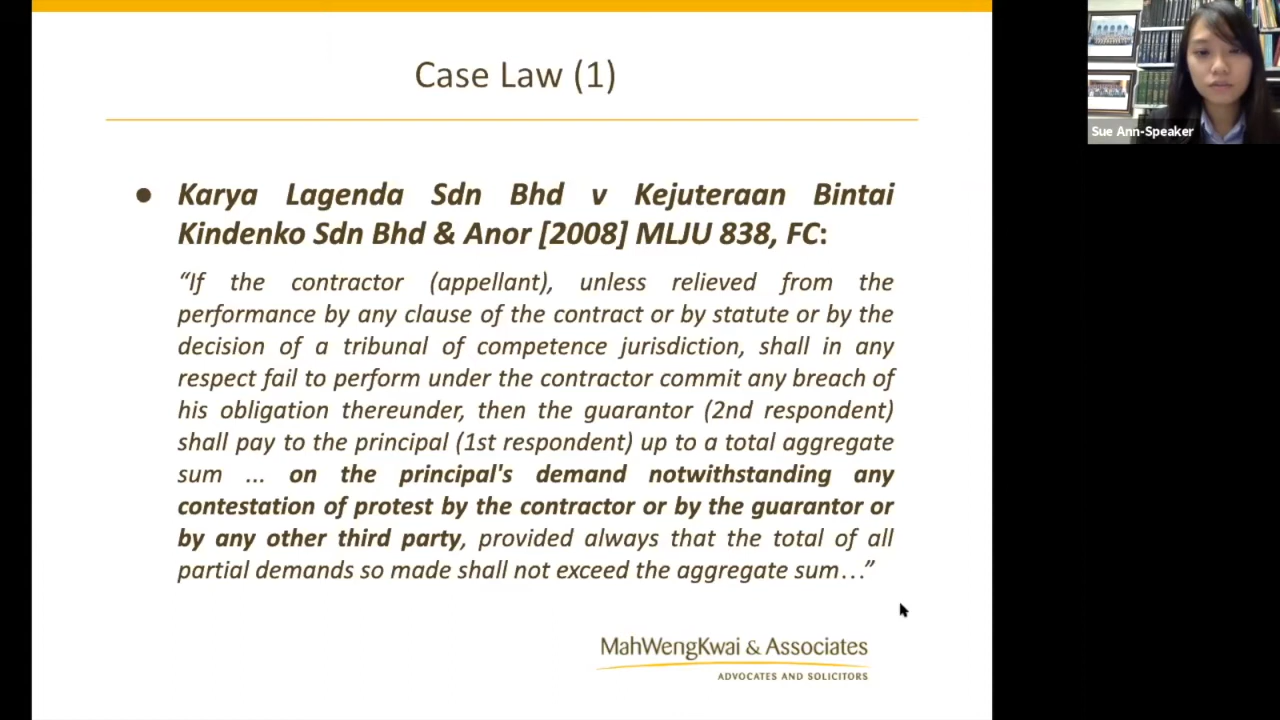 Case Law (1)
● Karya Lagenda Sdn Bhd v Kejuteraan Bintai
Kindenko Sdn Bhd & Anor [2008] MLJU 838, FC:
“If the contractor (appellant), unless relieved from the
performance by any clause of the contract or by statute or by the
decision of a tribunal of competence jurisdiction, shall in any
respect fail to perform under the contractor commit any breach of
his obligation thereunder, then the guarantor (2nd respondent)
shall pay to the principal (1st respondent) up to a total aggregate
sum ... on the principal's demand notwithstanding any
contestation of protest by the contractor or by the guarantor or
by any other third party, provided always that the total of all
partial demands so made shall not exceed the aggregate sum…”
MahWengKwai & Associates
ADVOCATES AND SOLICITORS
Sue Ann-Speaker